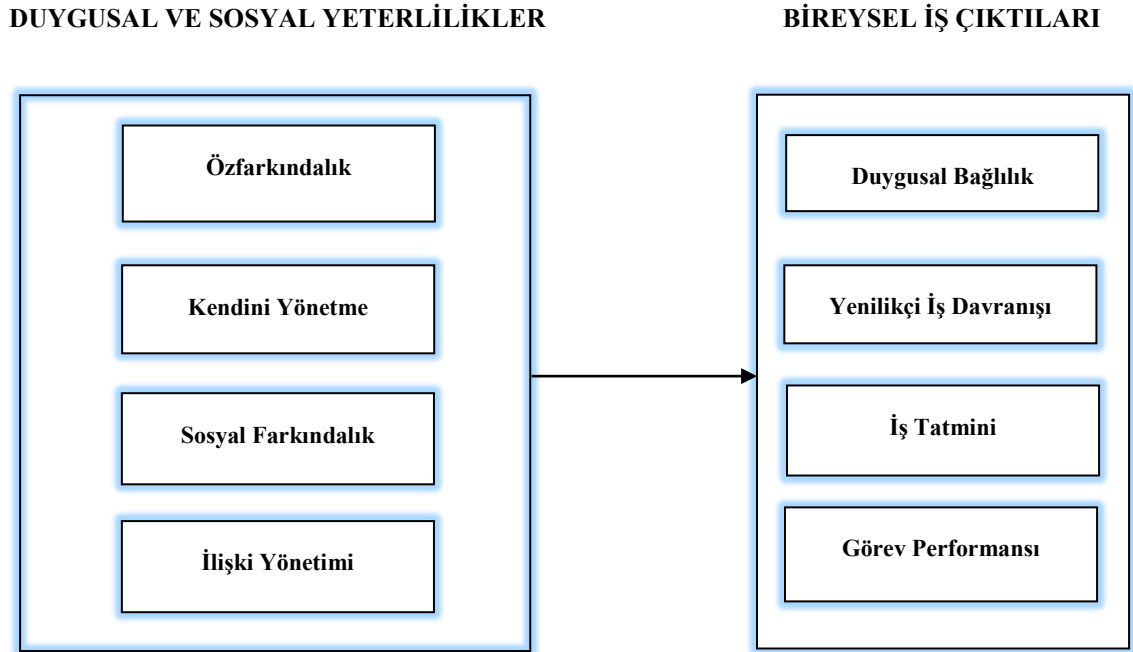 DUYGUSAL VE SOSYAL YETERLİLİKLER
Özfarkındalık
Kendini Yönetme
Sosyal Farkındalık
İlişki Yönetimi
BİREYSEL İŞ ÇIKTILARI
Duygusal Bağlılık
Yenilikçi İş Davranışı
İş Tatmini
Görev Performansı